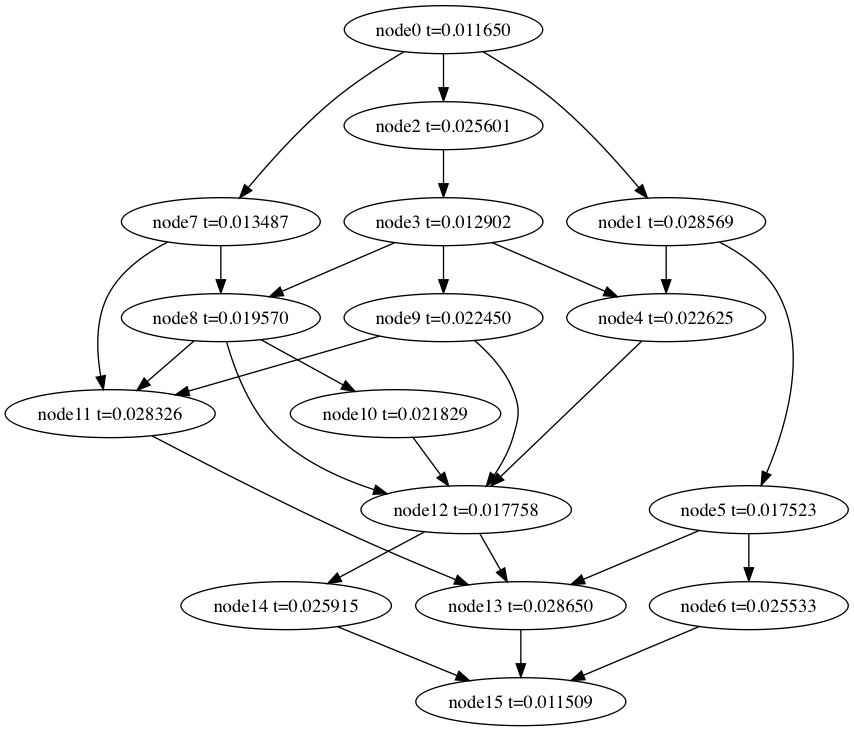 node0 t=0.011650
node2 t=0.025601
node7 t=0.013487
node3 t=0.012902
node1 t=0.028569
node8 t=0.019570
node9 t=0.022450
node4 t=0.022625
node11 t=0.028326
node10 t=0.021829
node12 t=0.017758
node5 t=0.017523
node14 t=0.025915
node13 t=0.028650
node6 t=0.025533
node15 t=0.011509